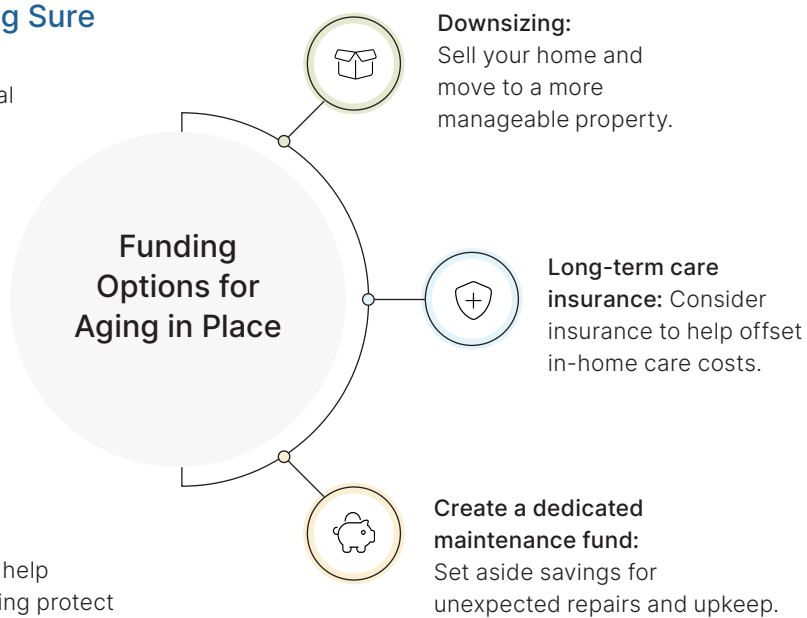 g Sure
al
Funding
Options for
Aging in Place
Downsizing:
Sell your home and
move to a more
manageable property.
Long-term care
insurance: Consider
insurance to help offset
in-home care costs.
Create a dedicated
maintenance fund:
Set aside savings for
unexpected repairs and upkeep.
help
ing protect